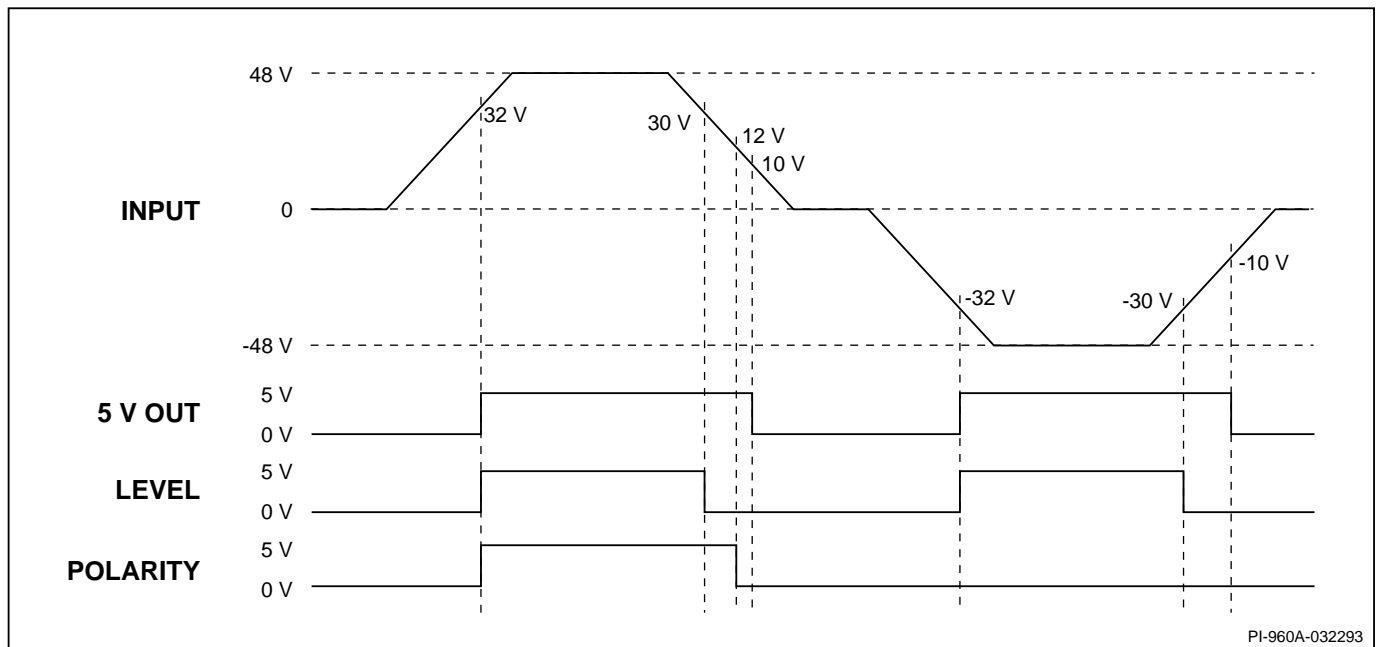 48 V
32 V
30 V
12 V
10 V
INPUT
0
-10 V
-32 V
-30 V
-48 V
5 V OUT
5 V
0 V
LEVEL
5 V
0 V
POLARITY
5 V
0 V
PI-960A-032293